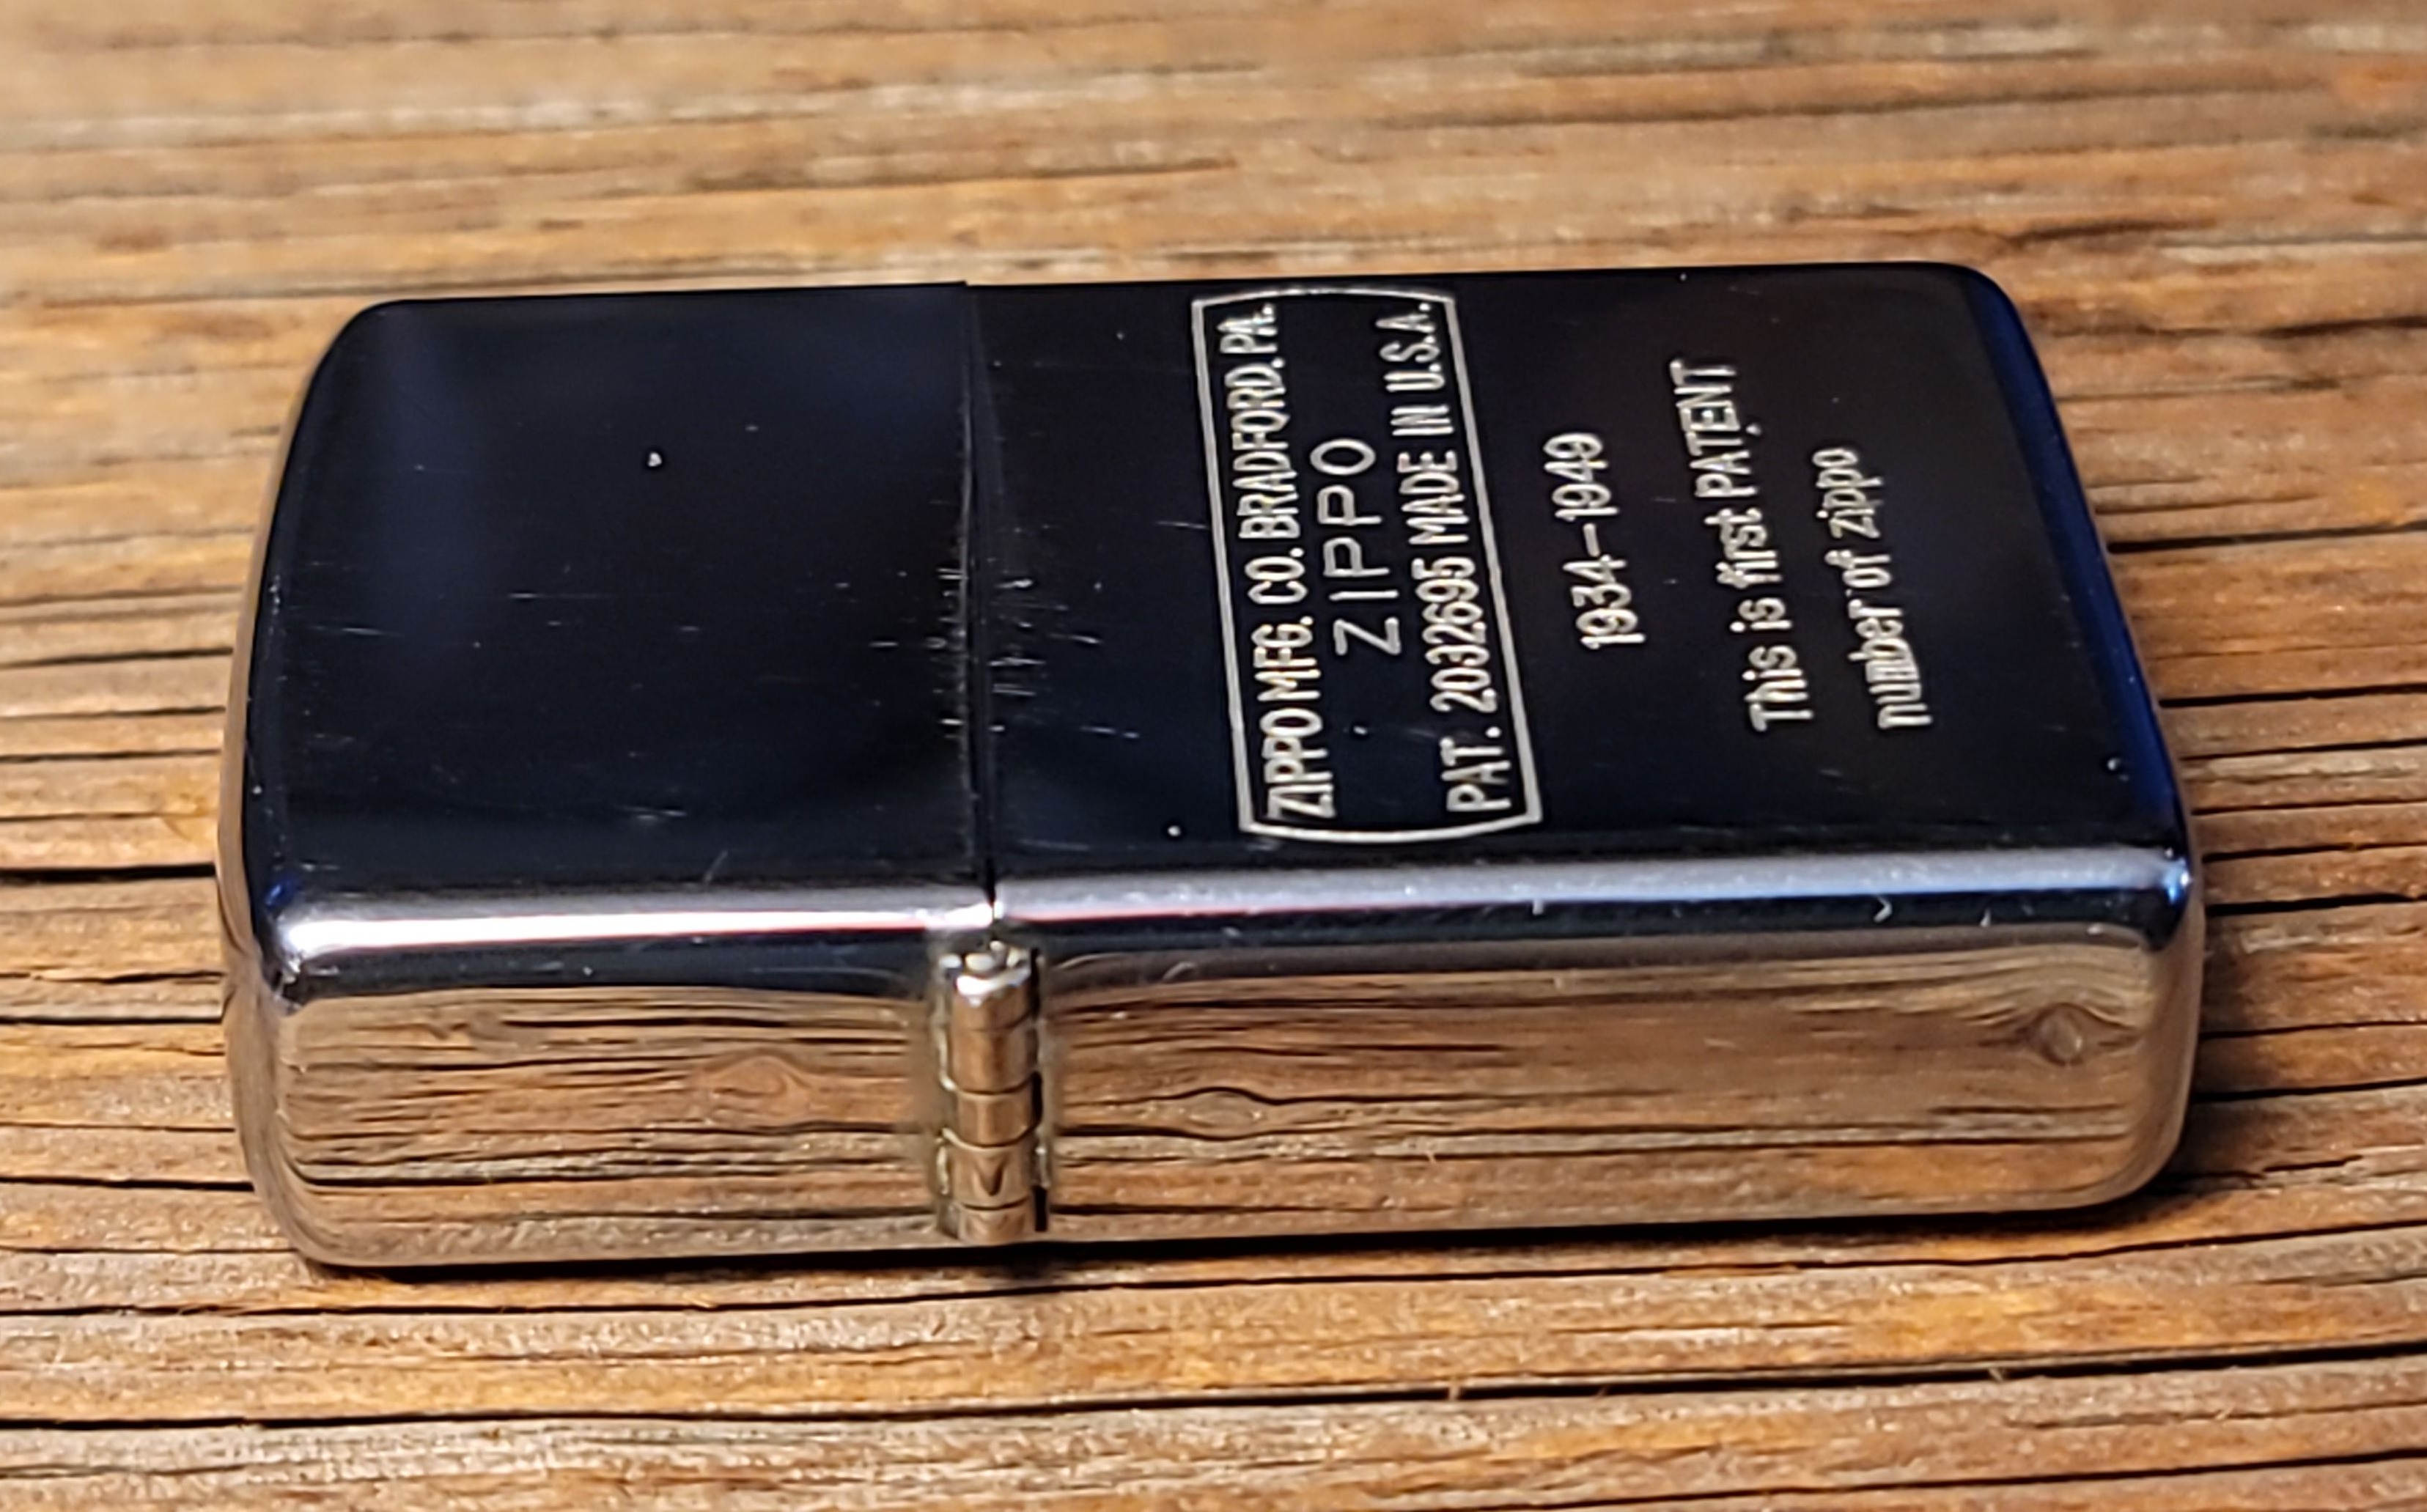 ZIPPO MFG. CO. BRADFORD, PA.
ZIPPO
PAT. 2032695 MADE IN U.S.A.
1934-1949
This is first PATENT
number of zippo